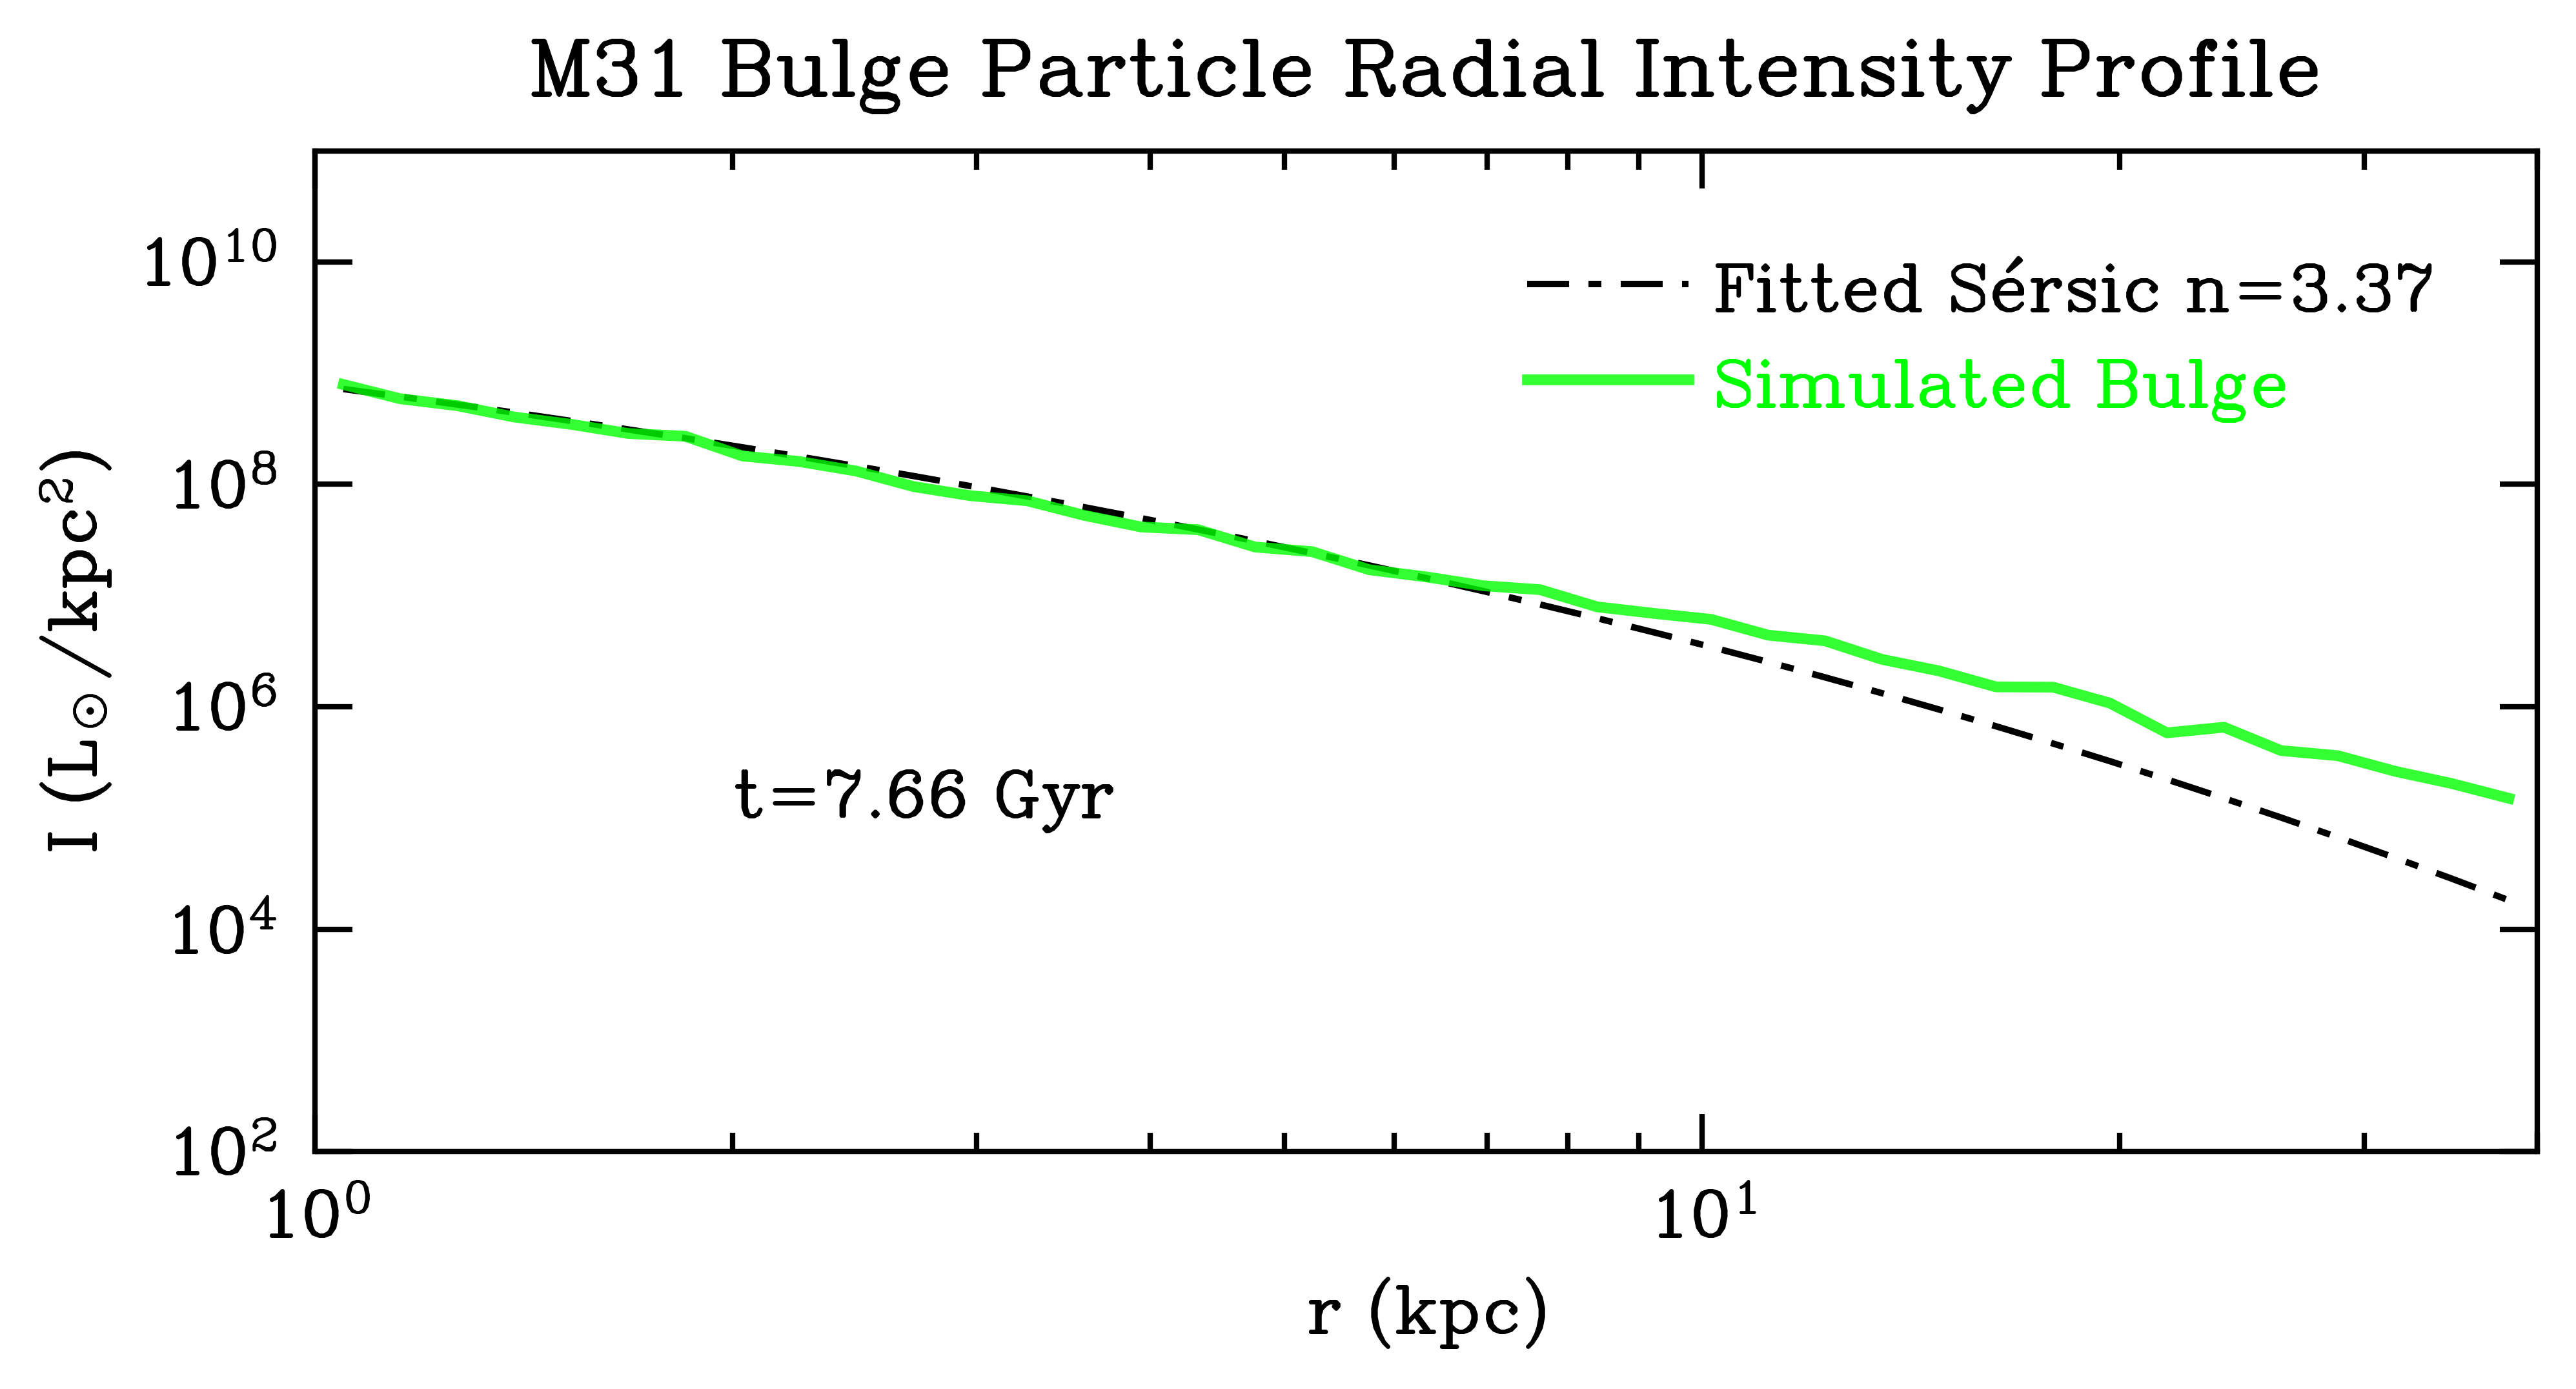 M31 Bulge Particle Radial Intensity Profile
10¹⁰
10⁸
10⁶
10⁴
10²
I (L⊙/kpc²)
Fitted Sérsic n=3.37
Simulated Bulge
t=7.66 Gyr
10⁰ 10¹
r (kpc)